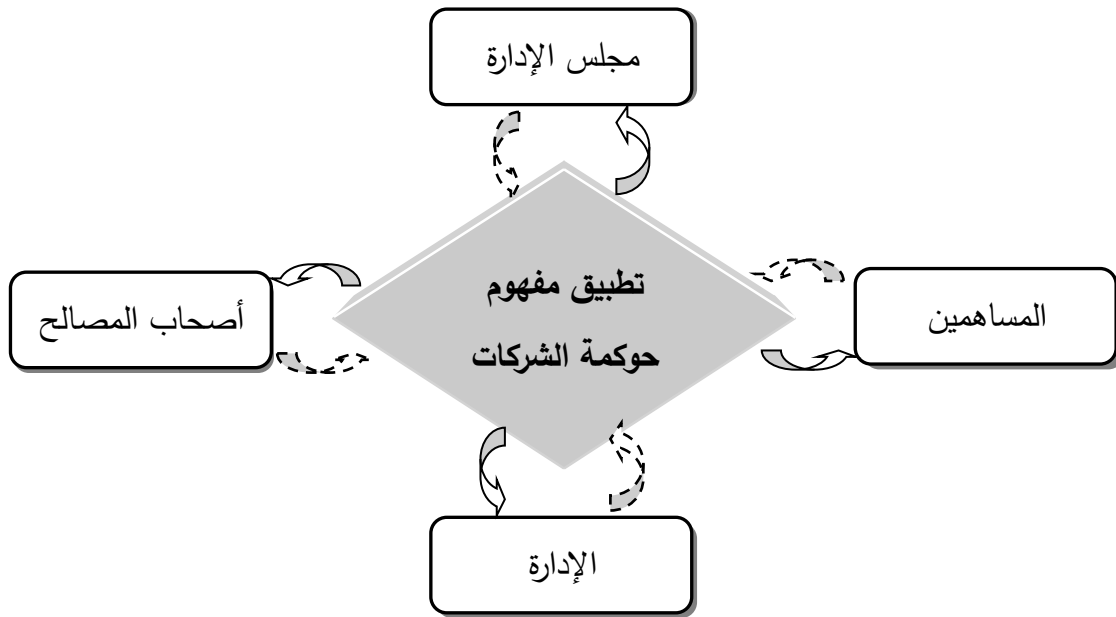 مجلس الإدارة
المساهمين
تطبيق مفهوم
حوكمة الشركات
أصحاب المصالح
الإدارة